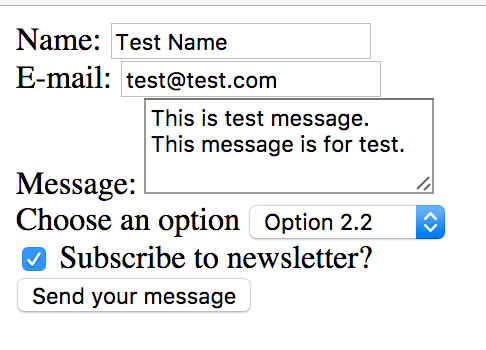 Name: Test Name
E-mail: test@test.com
This is test message.
This message is for test.
Message:
Choose an option Option 2.2
Subscribe to newsletter?
Send your message